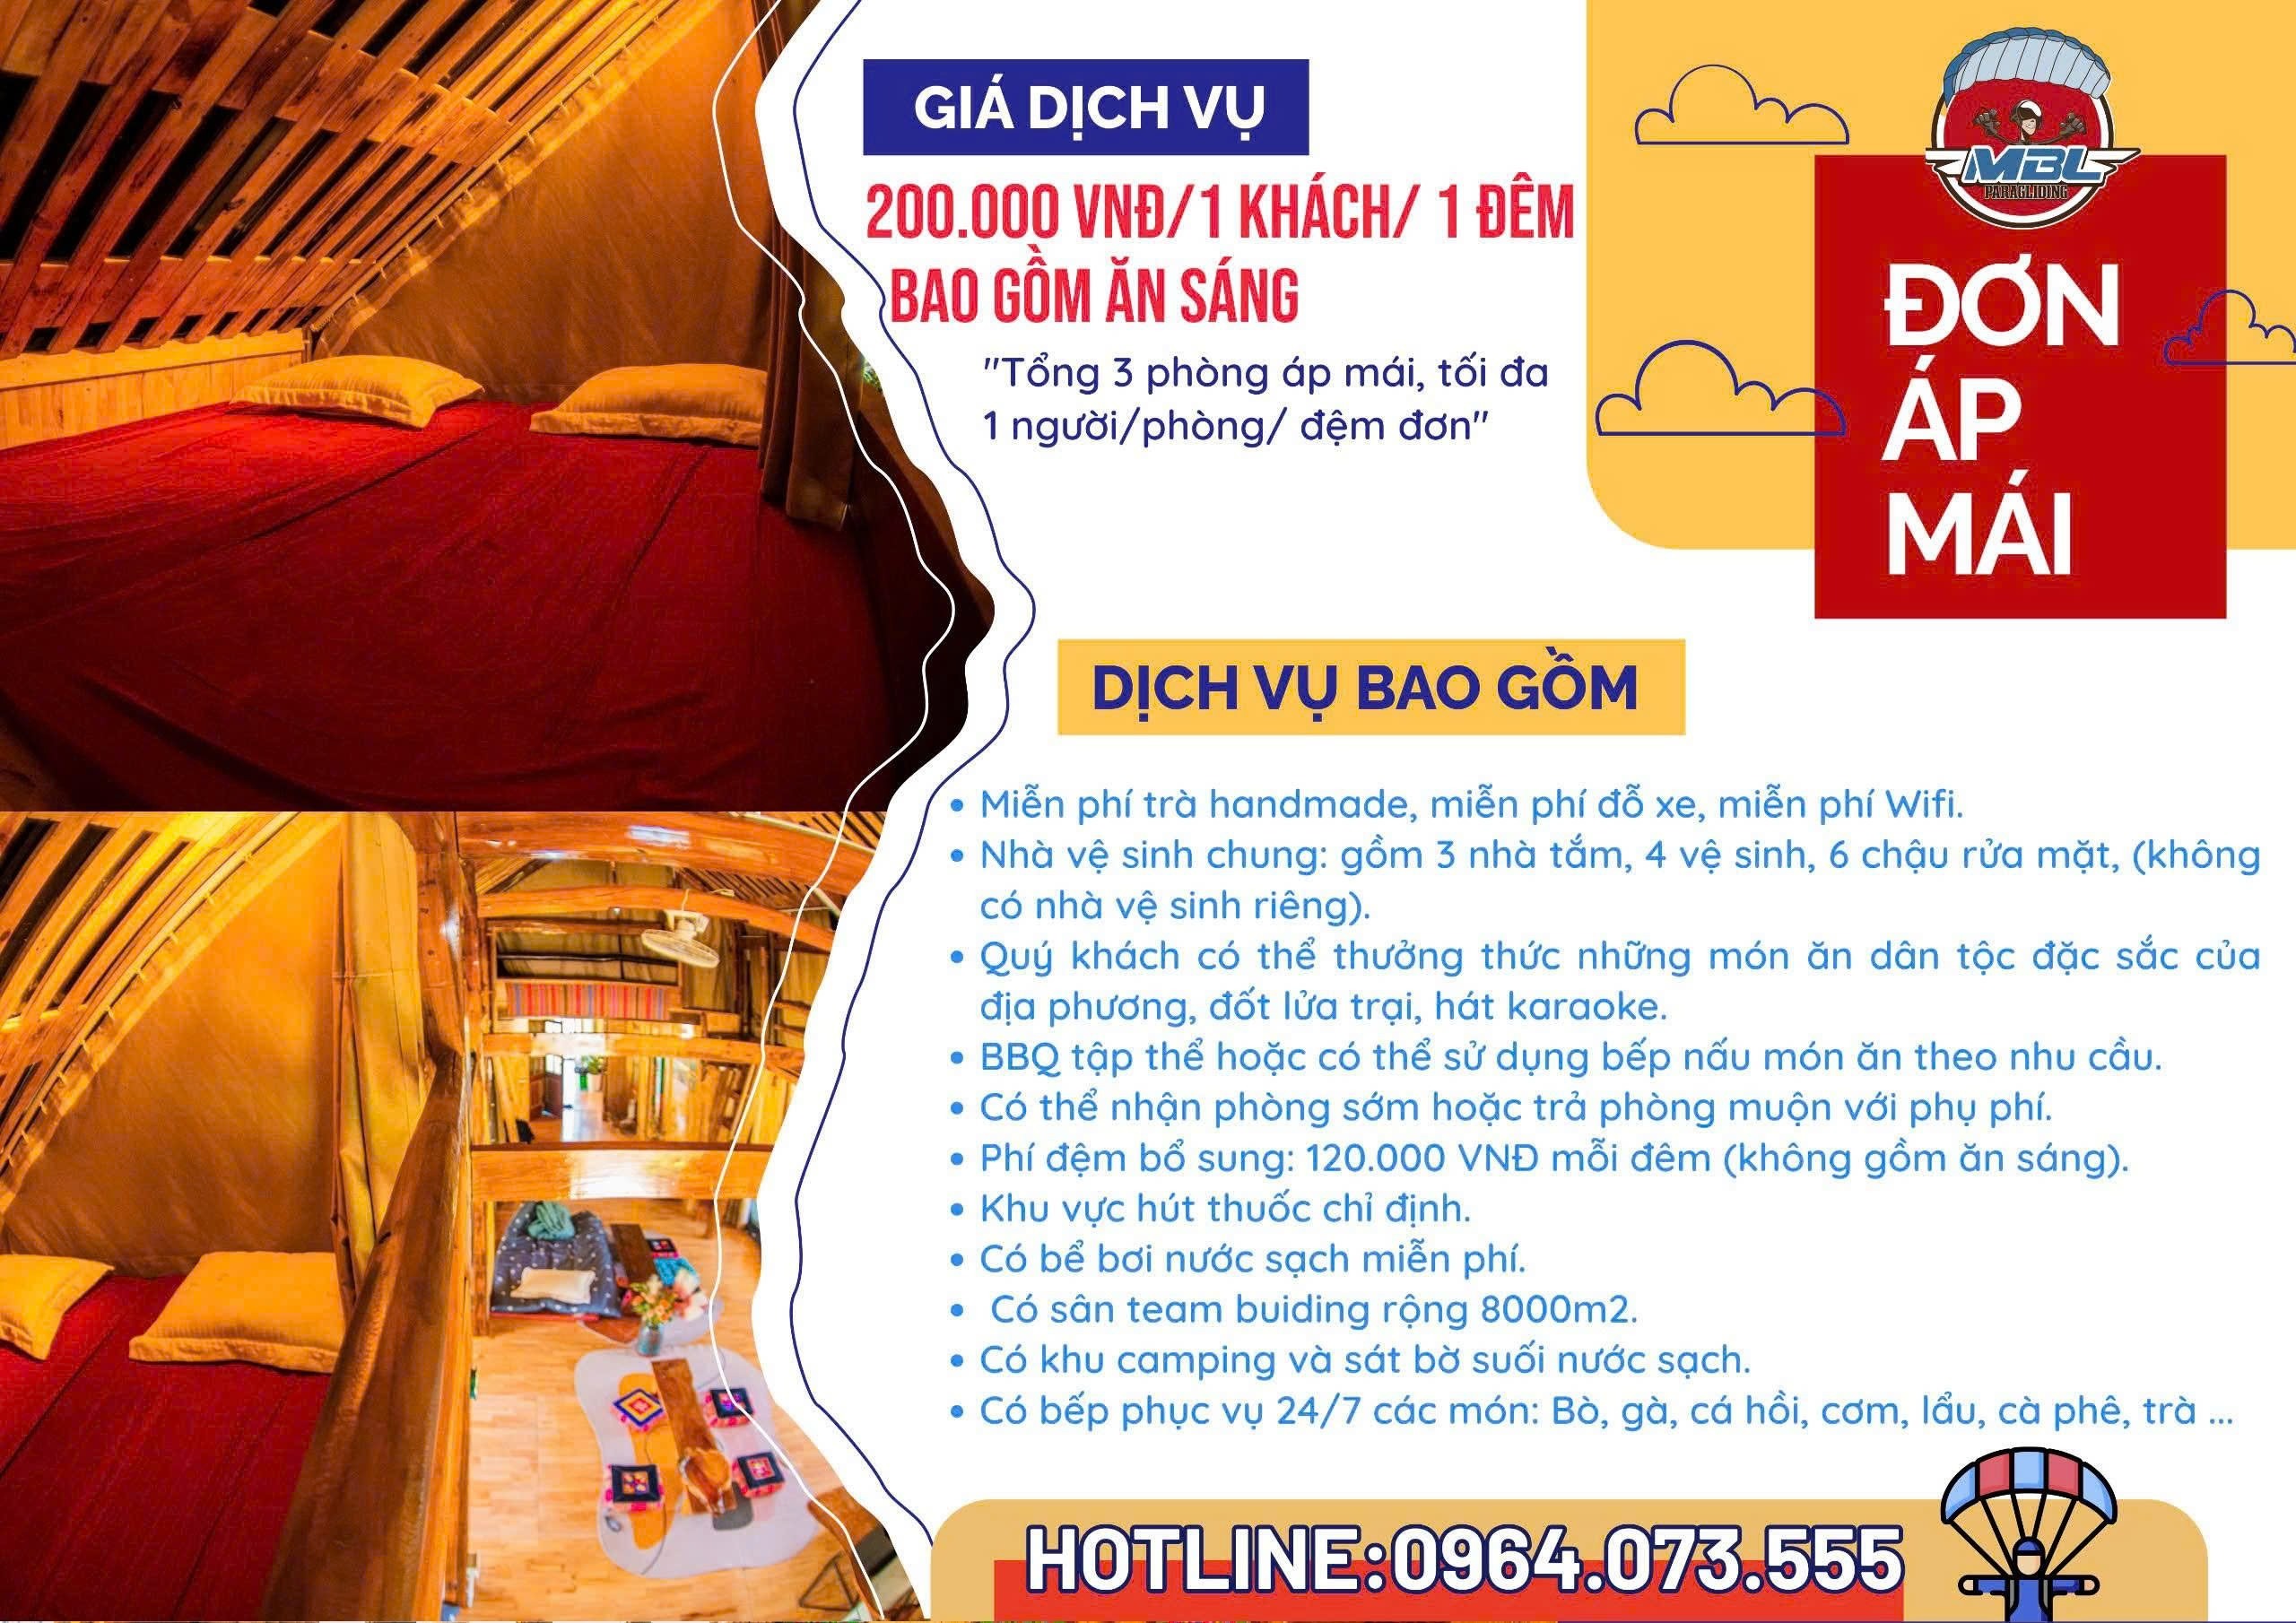 GIÁ DỊCH VỤ
200.000 VNĐ/1 KHÁCH/ 1 ĐÊM
BAO GỒM ĂN SÁNG
"Tổng 3 phòng áp mái, tối đa
1 người/phòng/ đệm đơn"
MBL
PARAGLIDING
ĐƠN
ÁP
MÁI
DỊCH VỤ BAO GỒM
• Miễn phí trà handmade, miễn phí đỗ xe, miễn phí Wifi.
• Nhà vệ sinh chung: gồm 3 nhà tắm, 4 vệ sinh, 6 chậu rửa mặt, (không
có nhà vệ sinh riêng).
• Quý khách có thể thưởng thức những món ăn dân tộc đặc sắc của
địa phương, đốt lửa trại, hát karaoke.
• BBQ tập thể hoặc có thể sử dụng bếp nấu món ăn theo nhu cầu.
• Có thể nhận phòng sớm hoặc trả phòng muộn với phụ phí.
• Phí đệm bổ sung: 120.000 VNĐ mỗi đêm (không gồm ăn sáng).
• Khu vực hút thuốc chỉ định.
• Có bể bơi nước sạch miễn phí.
• Có sân team buiding rộng 8000m2.
• Có khu camping và sát bờ suối nước sạch.
• Có bếp phục vụ 24/7 các món: Bò, gà, cá hồi, cơm, lẩu, cà phê, trà ...
HOTLINE:0964.073.555